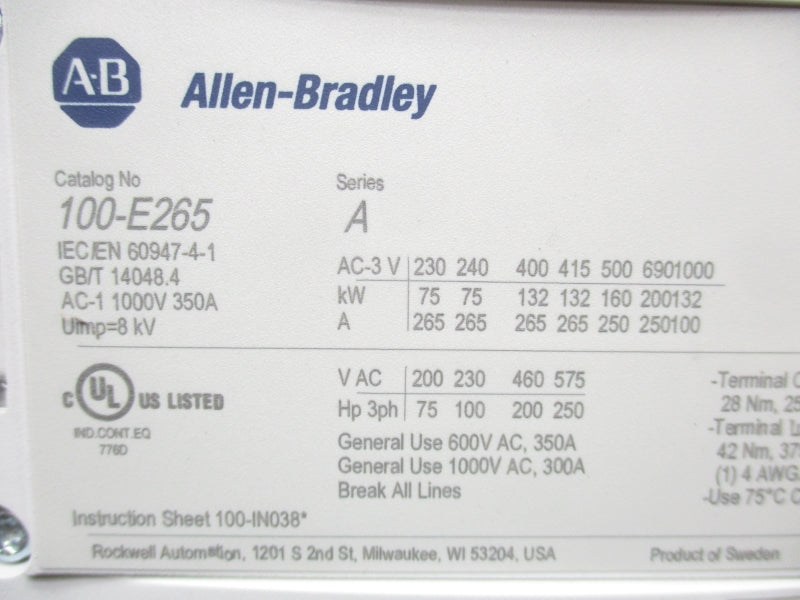 A-B Allen-Bradley
Catalog No
100-E265
IEC/EN 60947-4-1
GB/T 14048.4
AC-1 1000V 350A
Uimp=8 kV
Series
A
AC-3 V 230 240 400 415 500 6901000
kW 75 75 132 132 160 200132
A 265 265 265 265 250 250100
C UL US LISTED
IND.CONT.EQ
776D
V AC 200 230 460 575
Hp 3ph 75 100 200 250
General Use 600V AC, 350A
General Use 1000V AC, 300A
Break All Lines
-Terminal
28 Nm,
-Terminal
42 Nm,
(1) 4 AWG
-Use 75°C
Instruction Sheet 100-IN038*
Rockwell Automation, 1201 S 2nd St, Milwaukee, WI 53204, USA
Product of Sweden